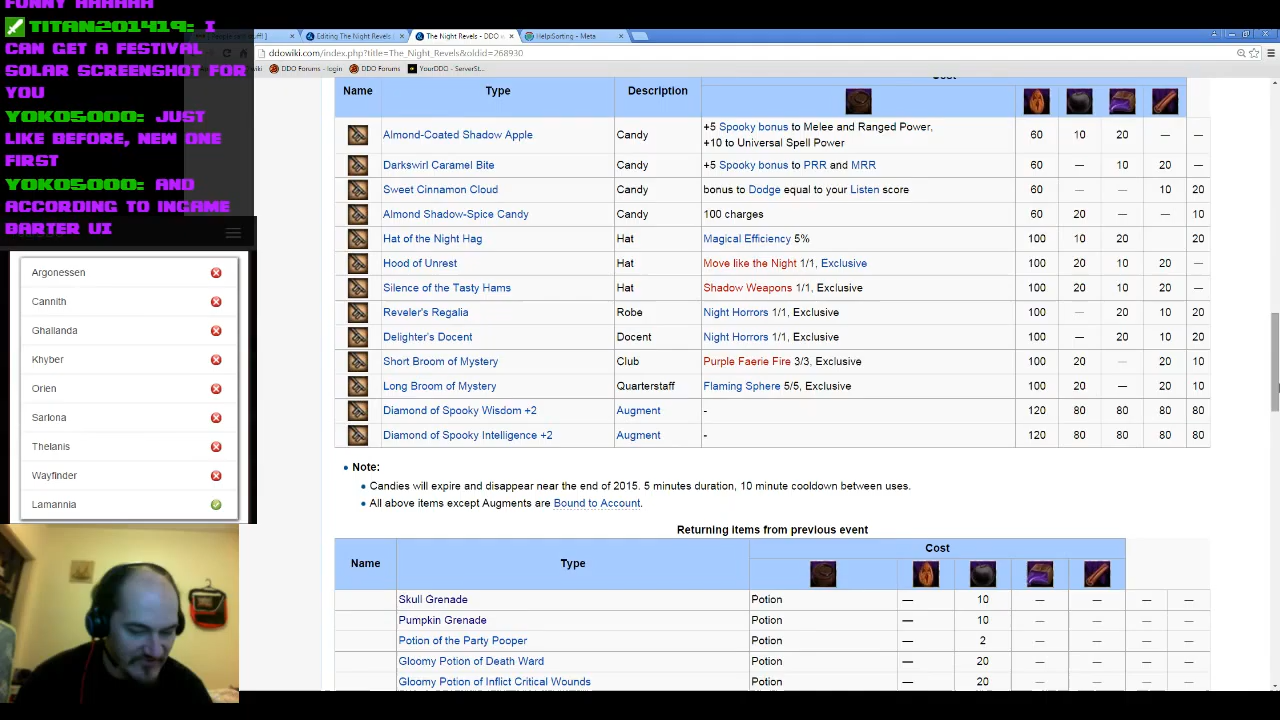 FUNNY HAHAHA
TITAN201419: I
CAN GET A FESTIVAL
SOLAR SCREENSHOT FOR
YOU
YOKO5000: JUST
LIKE BEFORE, NEW ONE
FIRST
YOKO5000: AND
ACCORDING TO INGAME
BARTER UI
Argonessen
Cannith
Ghallanda
Khyber
Orien
Sarlona
Thelanis
Wayfinder
Lamannia
Editing The Night Revels
The Night Revels - DDO w
Help:Sorting - Meta
ddowiki.com/index.php?title=The_Night_Revels&oldid=268930
DDO Forums - login
DDO Forums
YourDDO - ServerSt...
Cost
Name Type Description
Almond-Coated Shadow Apple Candy +5 Spooky bonus to Melee and Ranged Power, 60 10 20 — —
+10 to Universal Spell Power
Darkswirl Caramel Bite Candy +5 Spooky bonus to PRR and MRR 60 — 10 20 —
Sweet Cinnamon Cloud Candy bonus to Dodge equal to your Listen score 60 — — 10 20
Almond Shadow-Spice Candy Candy 60 20 — — 10
Hat of the Night Hag Hat Magical Efficiency 5% 100 10 20 20
Hood of Unrest Hat Move like the Night 1/1, Exclusive 100 20 10 20 —
Silence of the Tasty Hams Hat Shadow Weapons 1/1, Exclusive 100 20 10 20 —
Reveler's Regalia Robe Night Horrors 1/1, Exclusive 100 — 20 10 20
Delighter's Docent Docent Night Horrors 1/1, Exclusive 100 — 20 10 20
Short Broom of Mystery Club Purple Faerie Fire 3/3, Exclusive 100 20 — 20 10
Long Broom of Mystery Quarterstaff Flaming Sphere 5/5, Exclusive 100 20 — 20 10
Diamond of Spooky Wisdom +2 Augment - 120 80 80 80 80
Diamond of Spooky Intelligence +2 Augment - 120 80 80 80 80
Note:
Candies will expire and disappear near the end of 2015. 5 minutes duration, 10 minute cooldown between uses.
All above items except Augments are Bound to Account.
Returning items from previous event
Name Type Cost
Skull Grenade Potion — 10 — — — —
Pumpkin Grenade Potion — 10 — — — —
Potion of the Party Pooper Potion — 2 — — — —
Gloomy Potion of Death Ward Potion — 20 — — — —
Gloomy Potion of Inflict Critical Wounds Potion — 20 — — — —